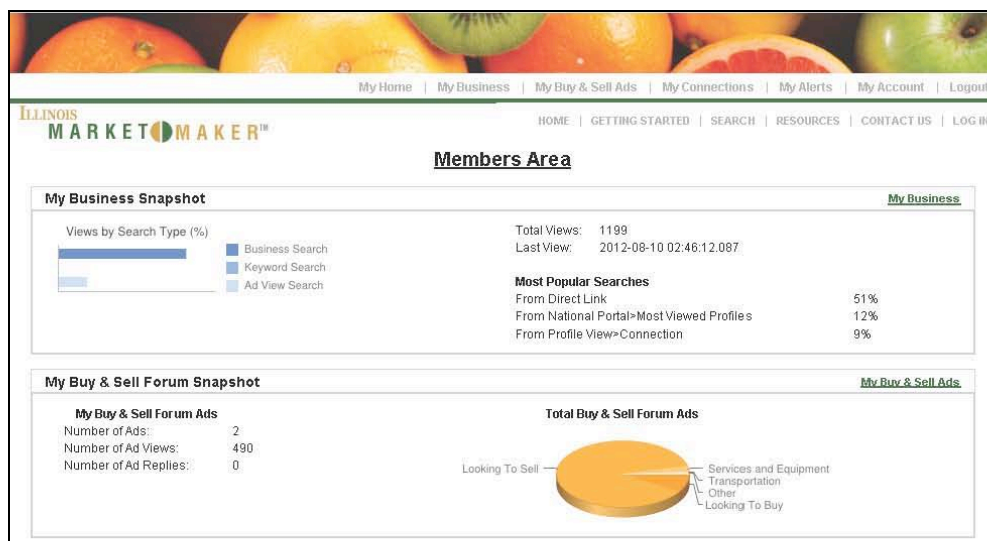 My Home | My Business | My Buy & Sell Ads | My Connections | My Alerts | My Account | Logout
ILLINOIS
MARKET MAKER™
HOME | GETTING STARTED | SEARCH | RESOURCES | CONTACT US | LOG IN
Members Area
My Business Snapshot
My Business
Views by Search Type (%)
Business Search
Keyword Search
Ad View Search
Total Views: 1199
Last View: 2012-08-10 02:46:12.087
Most Popular Searches
From Direct Link 51%
From National Portal>Most Viewed Profiles 12%
From Profile View>Connection 9%
My Buy & Sell Forum Snapshot
My Buy & Sell Ads
My Buy & Sell Forum Ads
Number of Ads: 2
Number of Ad Views: 490
Number of Ad Replies: 0
Total Buy & Sell Forum Ads
Looking To Sell
Services and Equipment
Transportation
Other
Looking To Buy